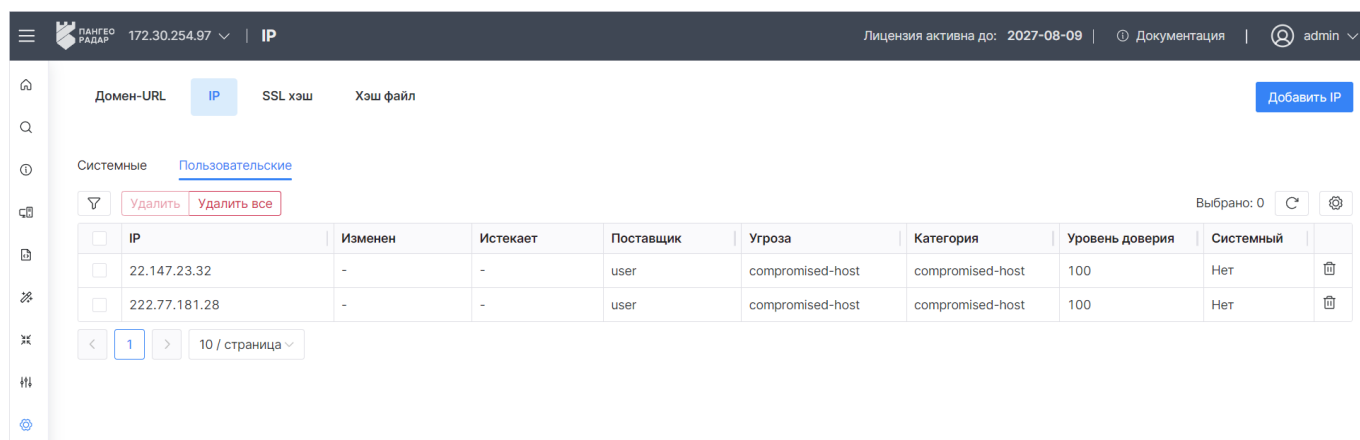 ПАНГЕО РАДАР 172.30.254.97 | IP Лицензия активна до: 2027-08-09 | Документация | admin
Домен-URL IP SSL хэш Хэш файл Добавить IP
Системные Пользовательские
Удалить Удалить все Выбрано: 0
IP Изменен Истекает Поставщик Угроза Категория Уровень доверия Системный
22.147.23.32 - - user compromised-host compromised-host 100 Нет
222.77.181.28 - - user compromised-host compromised-host 100 Нет
< 1 > 10 / страница